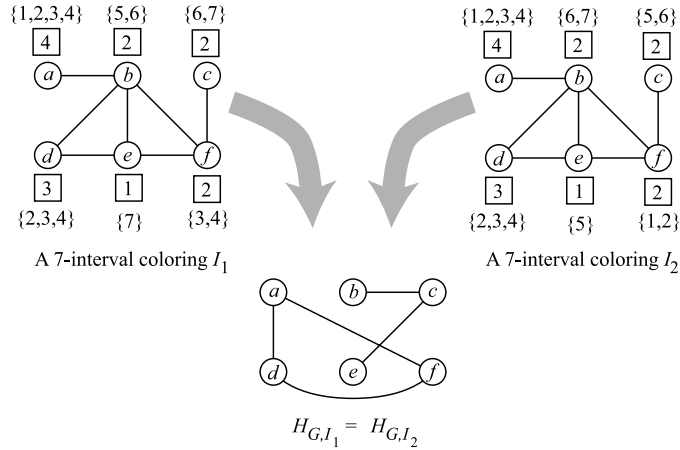 {1,2,3,4} {5,6} {6,7} {1,2,3,4} {6,7} {5,6}
4 2 2 4 2 2
a b c a b c
d e f d e f
3 1 2 3 1 2
{2,3,4} {7} {3,4} {2,3,4} {5} {1,2}
A 7-interval coloring I1 A 7-interval coloring I2
a b c
d e f
HG,I1 = HG,I2